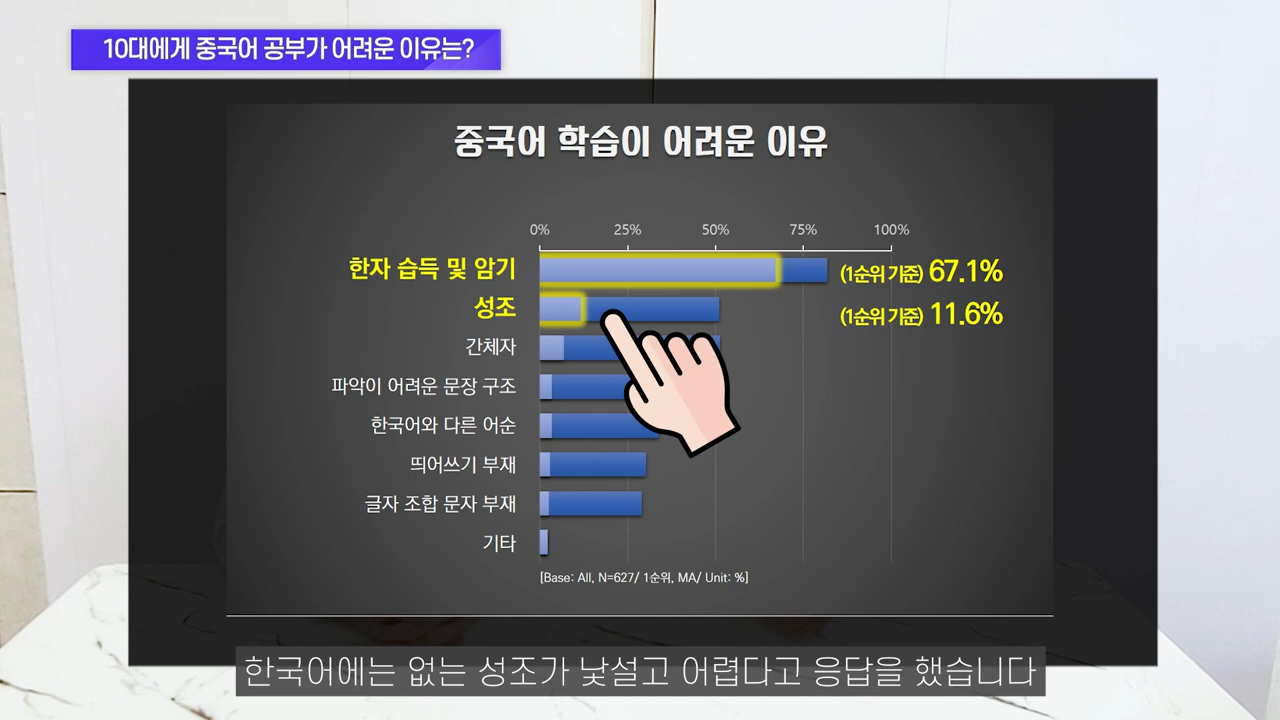 10대에게 중국어 공부가 어려운 이유는?
중국어 학습이 어려운 이유
0% 25% 50% 75% 100%
한자 습득 및 암기 (1순위 기준) 67.1%
성조 (1순위 기준) 11.6%
간체자
파악이 어려운 문장 구조
한국어와 다른 어순
띄어쓰기 부재
글자 조합 문자 부재
기타
[Base: All, N=627/ 1순위, MA/ Unit: %]
한국어에는 없는 성조가 낯설고 어렵다고 응답을 했습니다